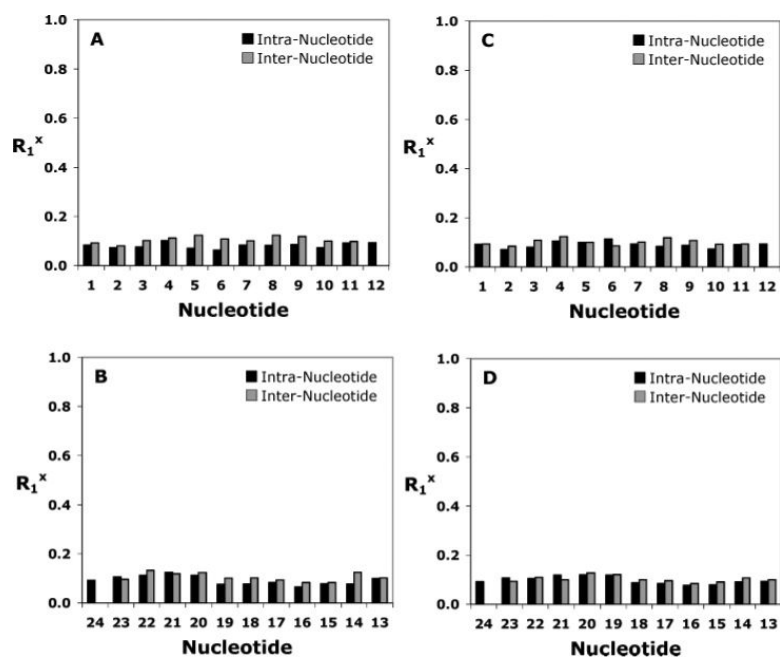 A
Intra-Nucleotide
Inter-Nucleotide
R₁ˣ
1.0
0.8
0.6
0.4
0.2
0.0
1 2 3 4 5 6 7 8 9 10 11 12
Nucleotide
C
Intra-Nucleotide
Inter-Nucleotide
R₁ˣ
1.0
0.8
0.6
0.4
0.2
0.0
1 2 3 4 5 6 7 8 9 10 11 12
Nucleotide
B
Intra-Nucleotide
Inter-Nucleotide
R₁ˣ
1.0
0.8
0.6
0.4
0.2
0.0
24 23 22 21 20 19 18 17 16 15 14 13
Nucleotide
D
Intra-Nucleotide
Inter-Nucleotide
R₁ˣ
1.0
0.8
0.6
0.4
0.2
0.0
24 23 22 21 20 19 18 17 16 15 14 13
Nucleotide